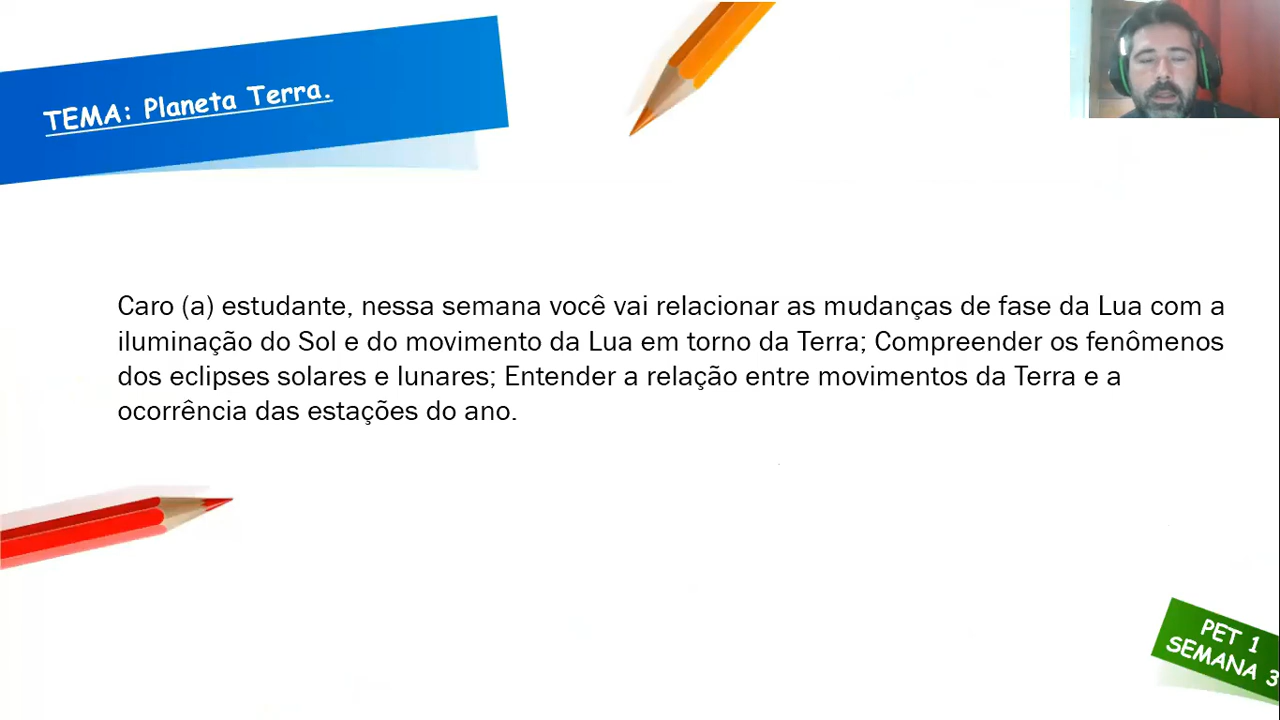 TEMA: Planeta Terra.
Caro (a) estudante, nessa semana você vai relacionar as mudanças de fase da Lua com a
iluminação do Sol e do movimento da Lua em torno da Terra; Compreender os fenômenos
dos eclipses solares e lunares; Entender a relação entre movimentos da Terra e a
ocorrência das estações do ano.
PET 1
SEMANA 3